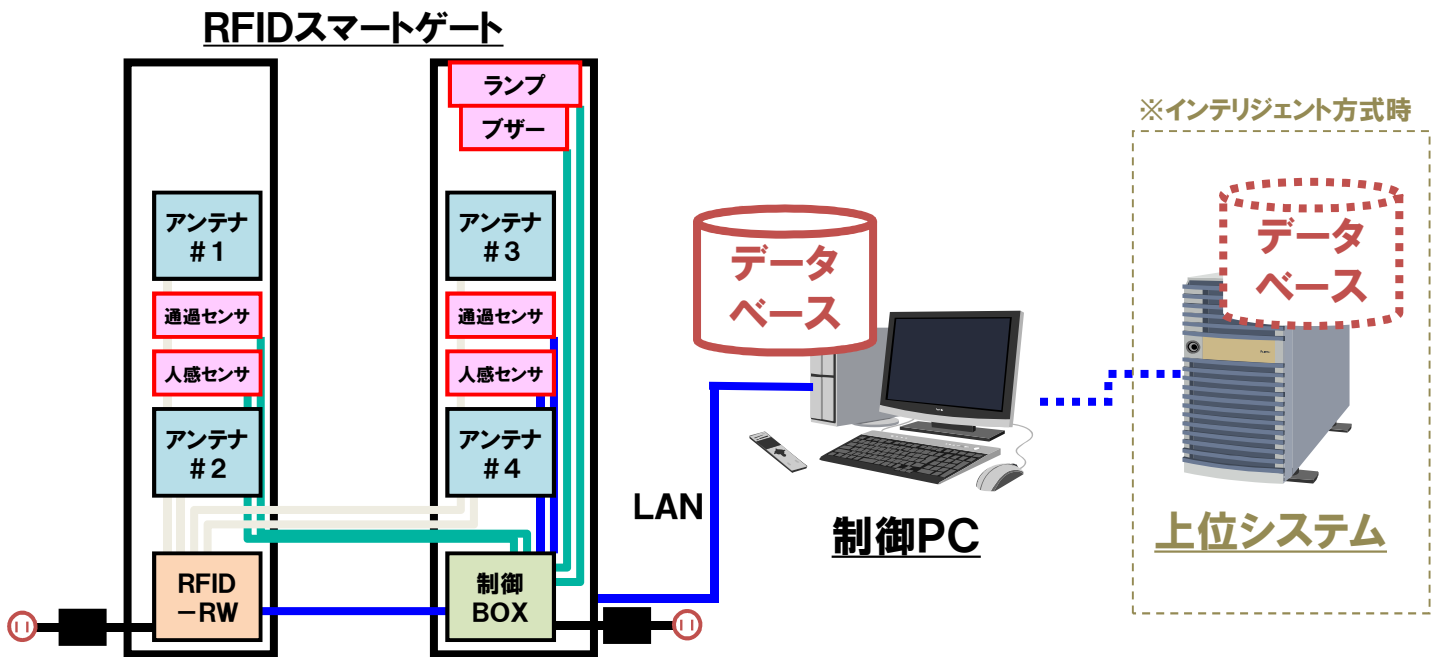 RFIDスマートゲート
ランプ
ブザー
アンテナ
#1
通過センサ
人感センサ
アンテナ
#2
RFID
－RW
アンテナ
#3
通過センサ
人感センサ
アンテナ
#4
制御
BOX
LAN
データ
ベース
制御PC
※インテリジェント方式時
データ
ベース
上位システム